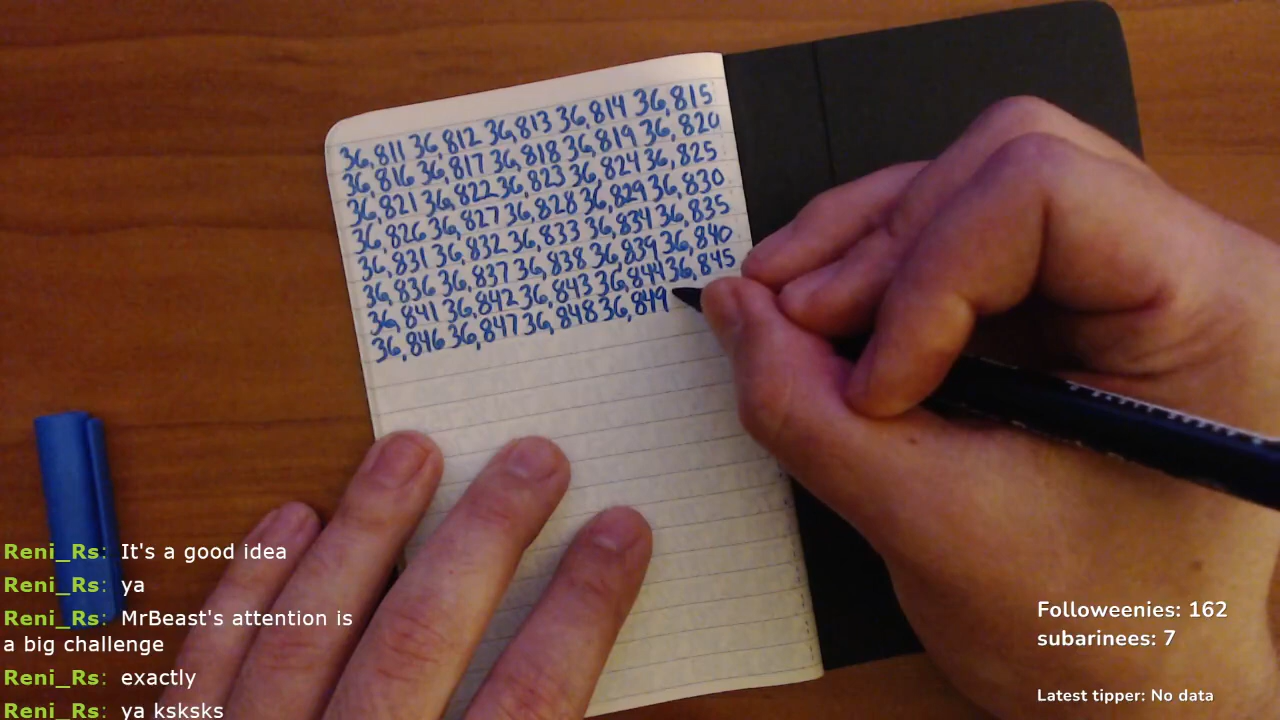 36,811 36,812 36,813 36,814 36,815
36,816 36,817 36,818 36,819 36,820
36,821 36,822 36,823 36,824 36,825
36,826 36,827 36,828 36,829 36,830
36,831 36,832 36,833 36,834 36,835
36,836 36,837 36,838 36,839 36,840
36,841 36,842 36,843 36,844 36,845
36,846 36,847 36,848 36,849
Reni_Rs: It's a good idea
Reni_Rs: ya
Reni_Rs: MrBeast's attention is
a big challenge
Reni_Rs: exactly
Reni_Rs: ya ksksks
Followeenies: 162
subarinees: 7
Latest tipper: No data